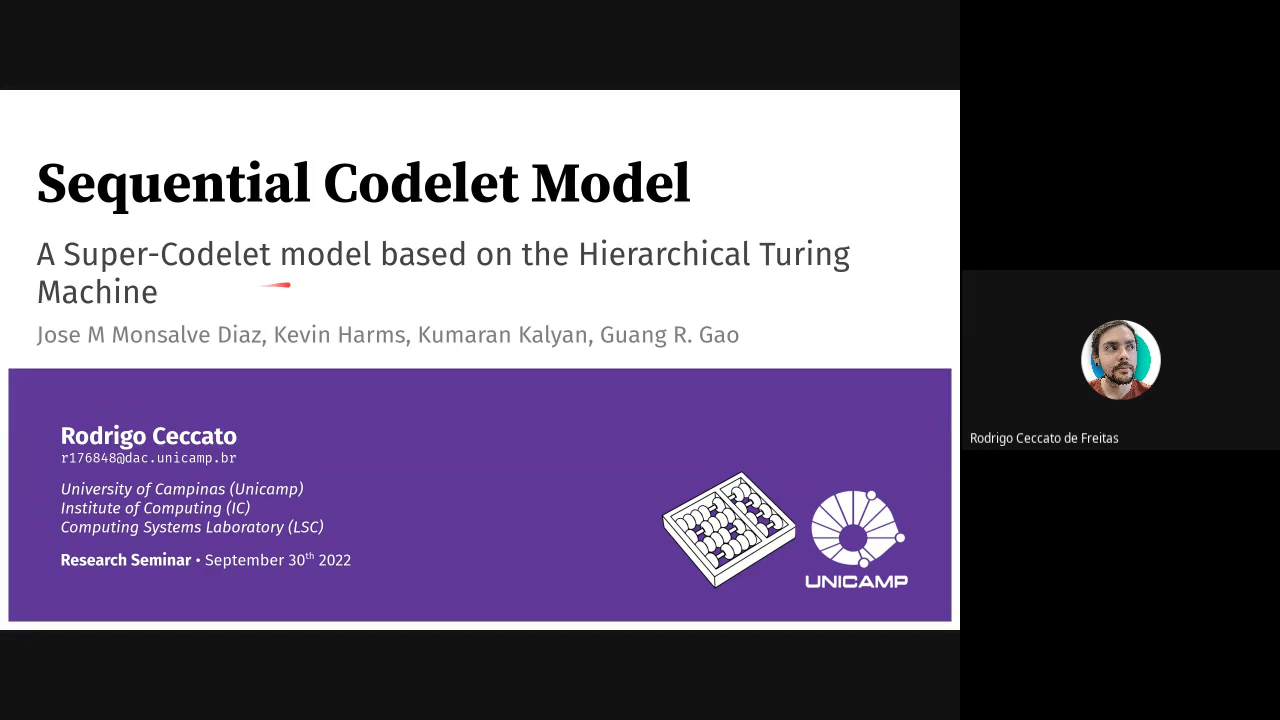 Sequential Codelet Model
A Super-Codelet model based on the Hierarchical Turing
Machine
Jose M Monsalve Diaz, Kevin Harms, Kumaran Kalyan, Guang R. Gao
Rodrigo Ceccato
r176848@dac.unicamp.br
University of Campinas (Unicamp)
Institute of Computing (IC)
Computing Systems Laboratory (LSC)
Research Seminar • September 30th 2022
UNICAMP
Rodrigo Ceccato de Freitas